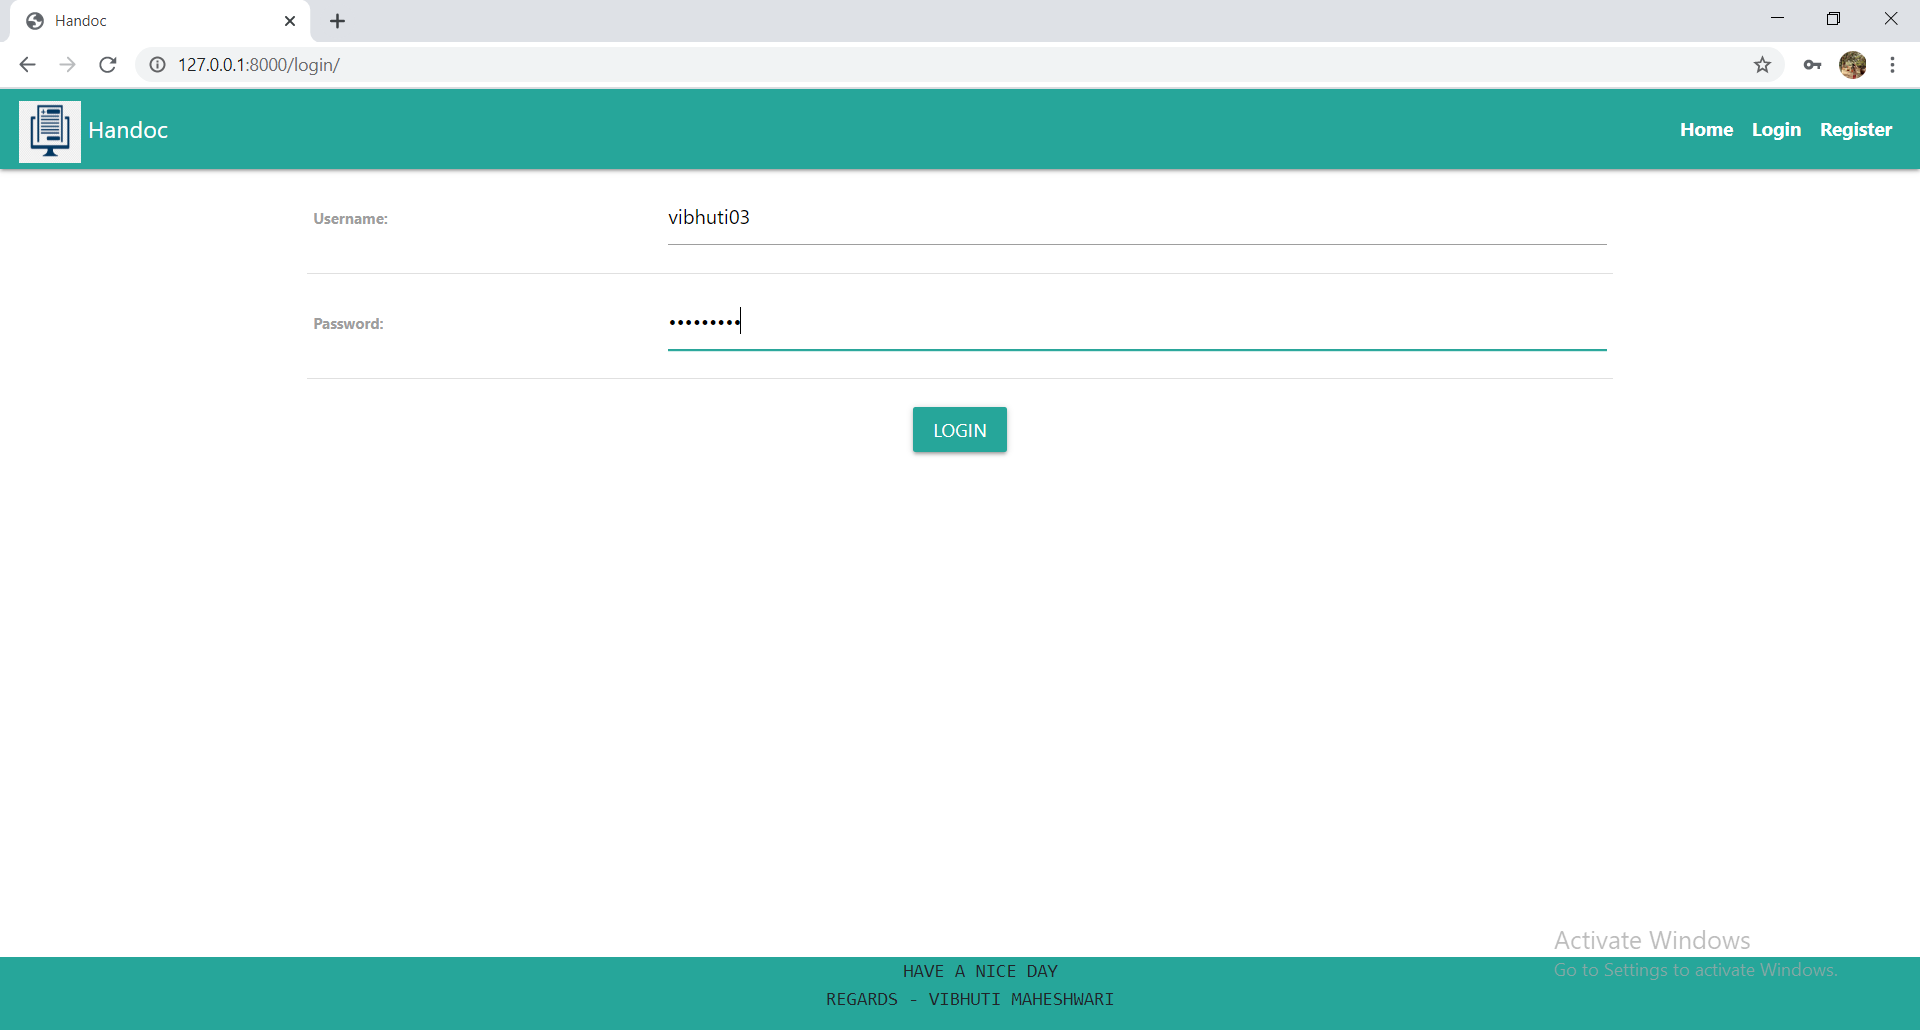 Handoc
127.0.0.1:8000/login/
Handoc
Home Login Register
Username: vibhuti03
Password: •••••••••
LOGIN
Activate Windows
Go to Settings to activate Windows.
HAVE A NICE DAY
REGARDS - VIBHUTI MAHESHWARI